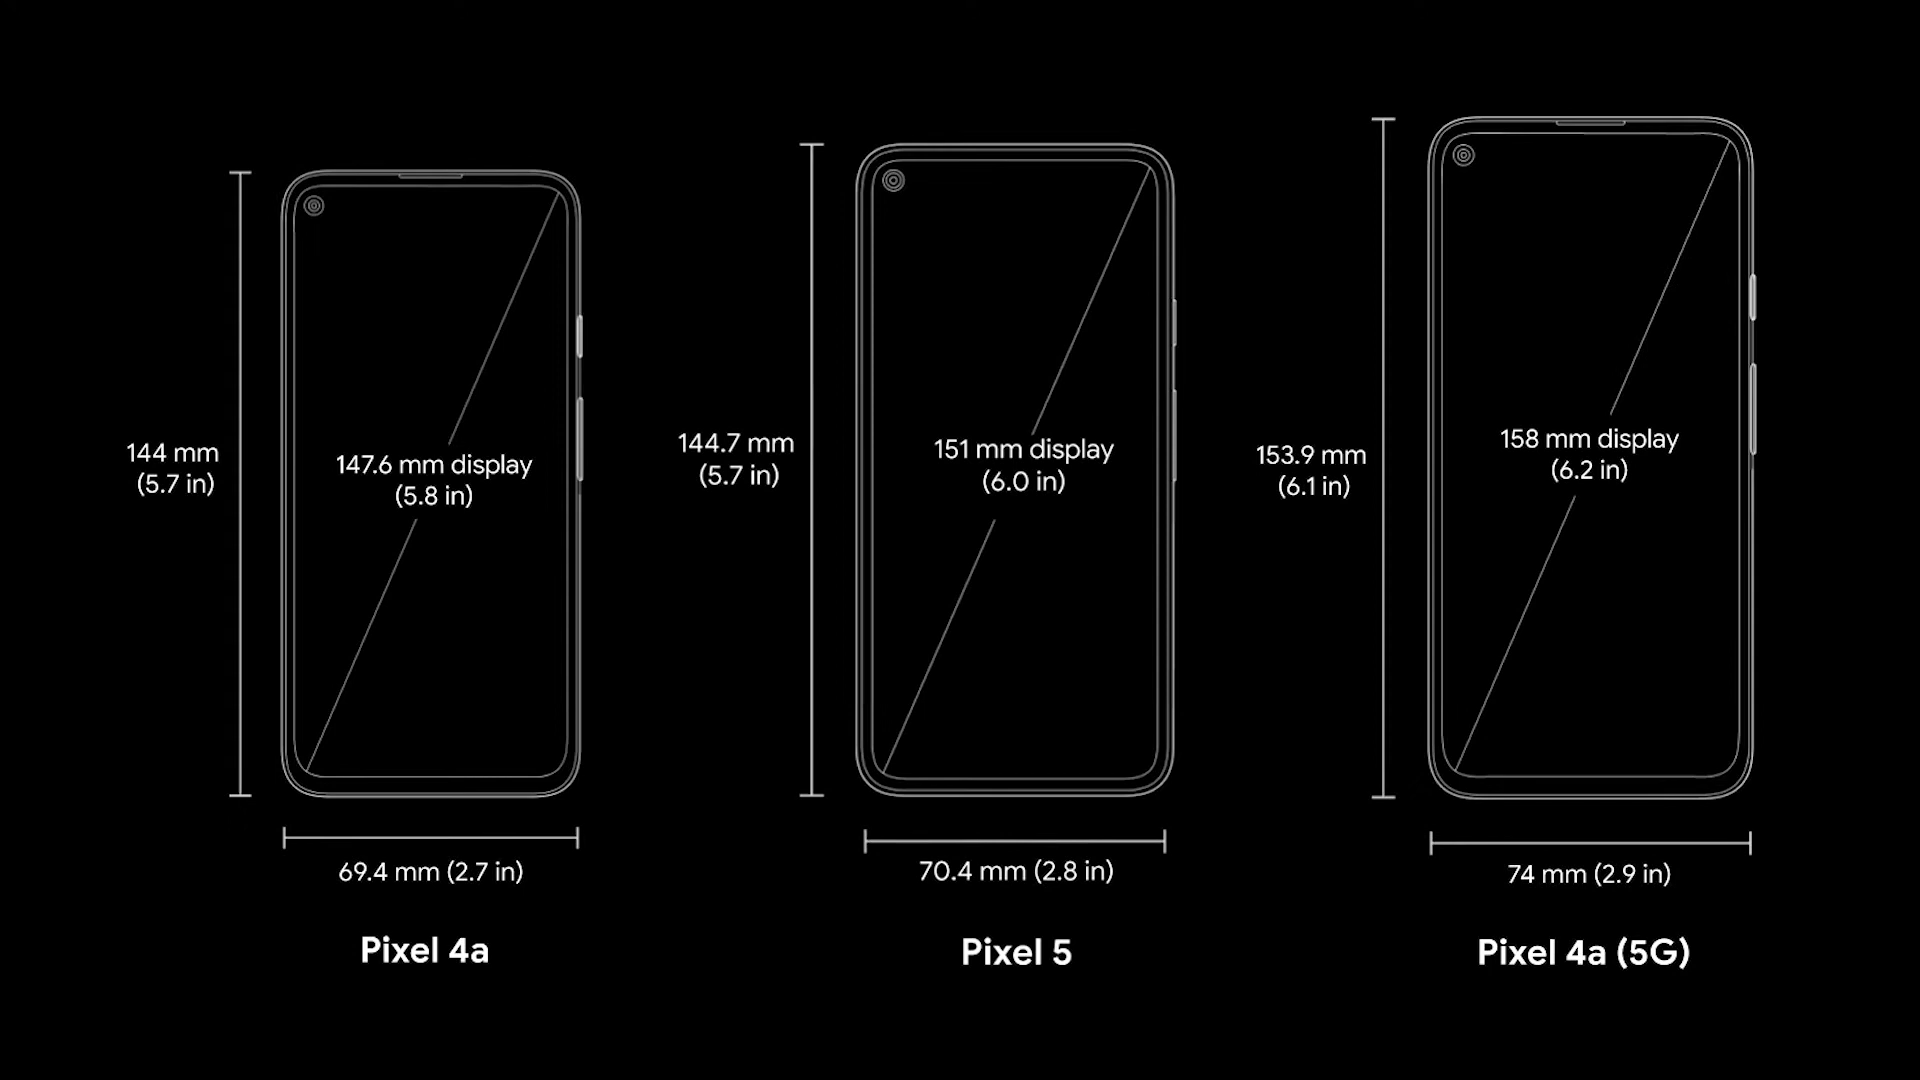 144 mm
(5.7 in)
147.6 mm display
(5.8 in)
69.4 mm (2.7 in)
Pixel 4a
144.7 mm
(5.7 in)
151 mm display
(6.0 in)
70.4 mm (2.8 in)
Pixel 5
153.9 mm
(6.1 in)
158 mm display
(6.2 in)
74 mm (2.9 in)
Pixel 4a (5G)